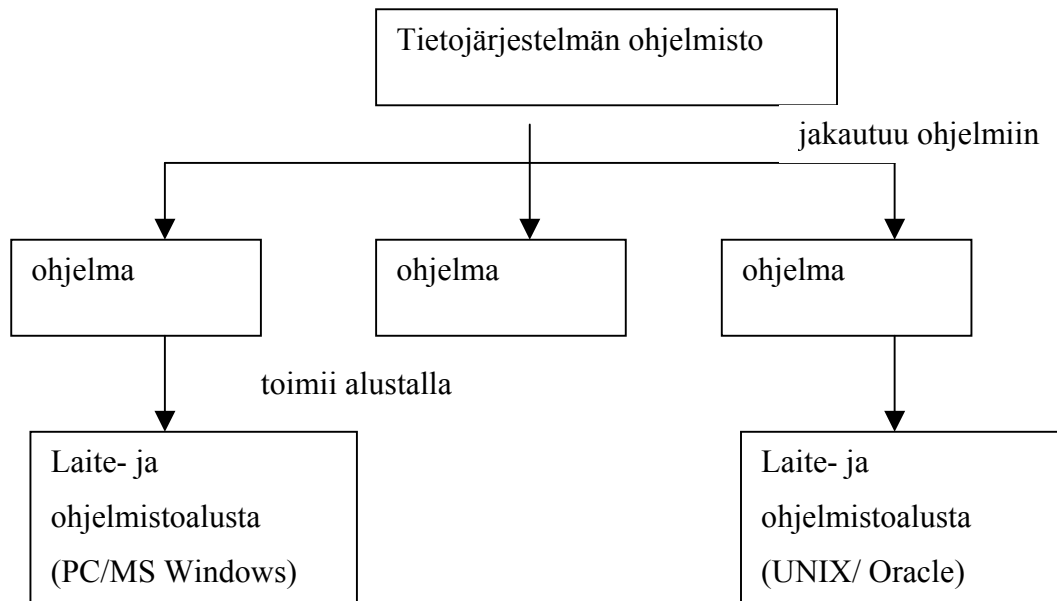 Tietojärjestelmän ohjelmisto
jakautuu ohjelmiin
ohjelma
ohjelma
ohjelma
toimii alustalla
Laite- ja
ohjelmistoalusta
(PC/MS Windows)
Laite- ja
ohjelmistoalusta
(UNIX/ Oracle)